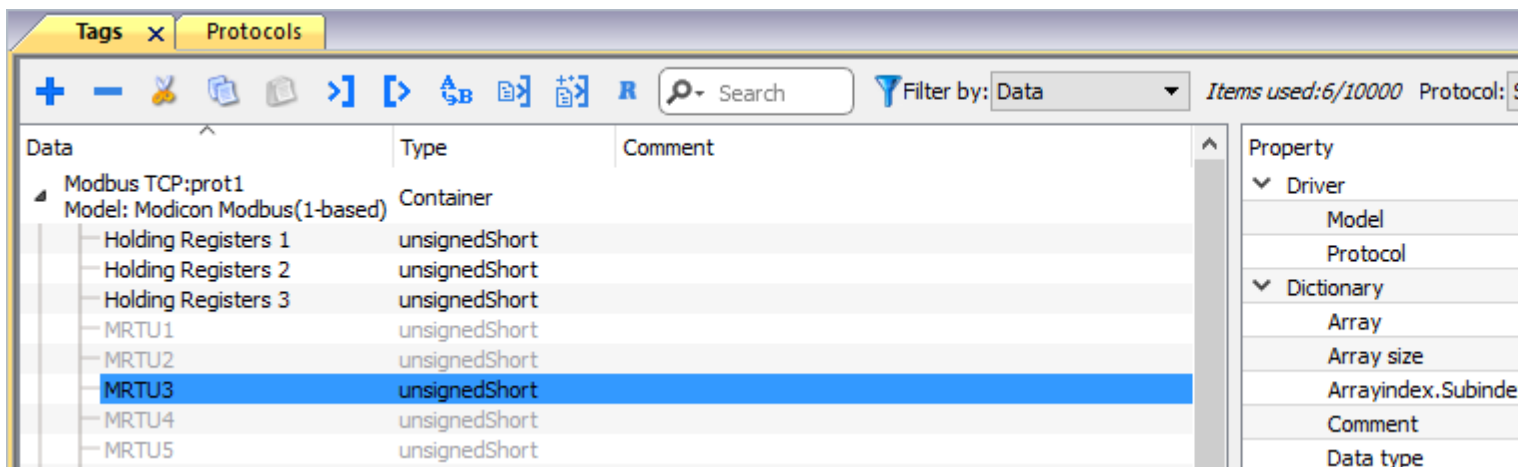 Tags Protocols
Search Filter by: Data Items used:6/10000 Protocol:
Data Type Comment Property
Modbus TCP:prot1
Model: Modicon Modbus(1-based) Container Driver
Model
Holding Registers 1 unsignedShort
Protocol
Holding Registers 2 unsignedShort
Dictionary
Holding Registers 3 unsignedShort
Array
MRTU1 unsignedShort
Array size
MRTU2 unsignedShort
Arrayindex.Subinde
MRTU3 unsignedShort
Comment
MRTU4 unsignedShort
Data type
MRTU5 unsignedShort